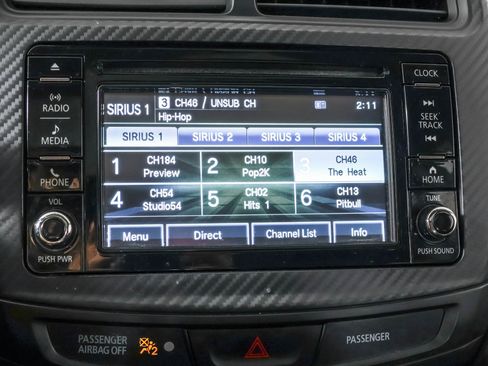 CLOCK
RADIO
MEDIA
PHONE
VOL
PUSH PWR
SEEK
TRACK
HOME
TUNE
PUSH SOUND
SIRIUS 1
3 CH46 / UNSUB CH
2:11
Hip-Hop
SIRIUS 1 SIRIUS 2 SIRIUS 3 SIRIUS 4
1 CH184 Preview
2 CH10 Pop2K
3 CH46 The Heat
4 CH54 Studio54
5 CH02 Hits 1
6 CH13 Pitbull
Menu Direct Channel List Info
PASSENGER
AIRBAG OFF
2
PASSENGER